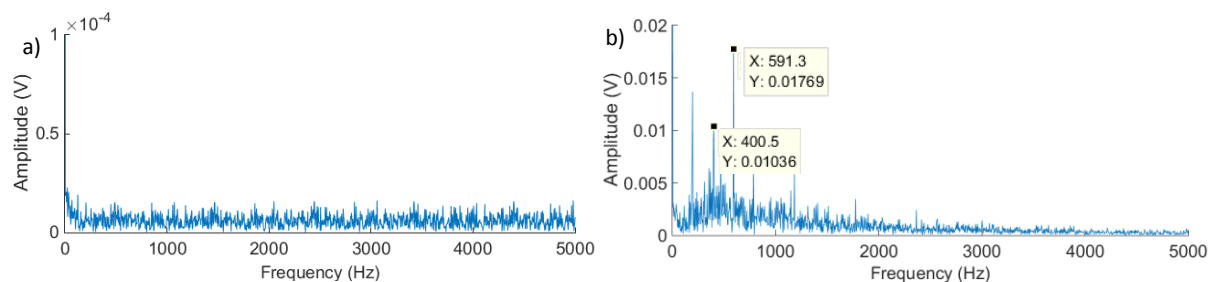 a)
1 ×10⁻⁴
0.5
0
Amplitude (V)
0 1000 2000 3000 4000 5000
Frequency (Hz)
b)
0.02
0.015
0.01
0.005
0
Amplitude (V)
X: 591.3
Y: 0.01769
X: 400.5
Y: 0.01036
0 1000 2000 3000 4000 5000
Frequency (Hz)